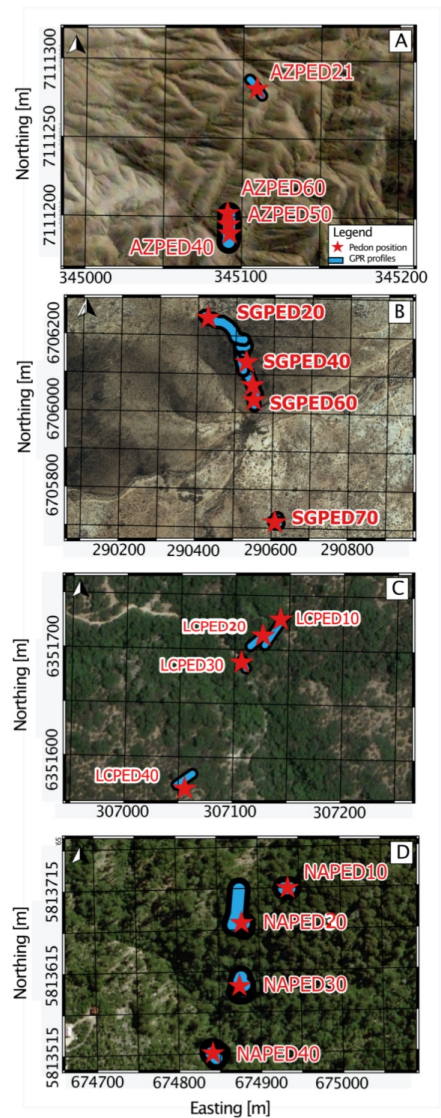 A
Northing [m]
7111300
7111250
7111200
AZPED21
AZPED60
AZPED50
AZPED40
Legend
Pedon position
GPR profiles
345000
345100
345200
B
Northing [m]
6706200
6706000
6705800
SGPED20
SGPED40
SGPED60
SGPED70
290200
290400
290600
290800
C
Northing [m]
6351700
6351600
LCPED10
LCPED20
LCPED30
LCPED40
307000
307100
307200
D
Northing [m]
65
5813715
5813615
5813515
NAPED10
NAPED20
NAPED30
NAPED40
674700
674800
674900
675000
Easting [m]